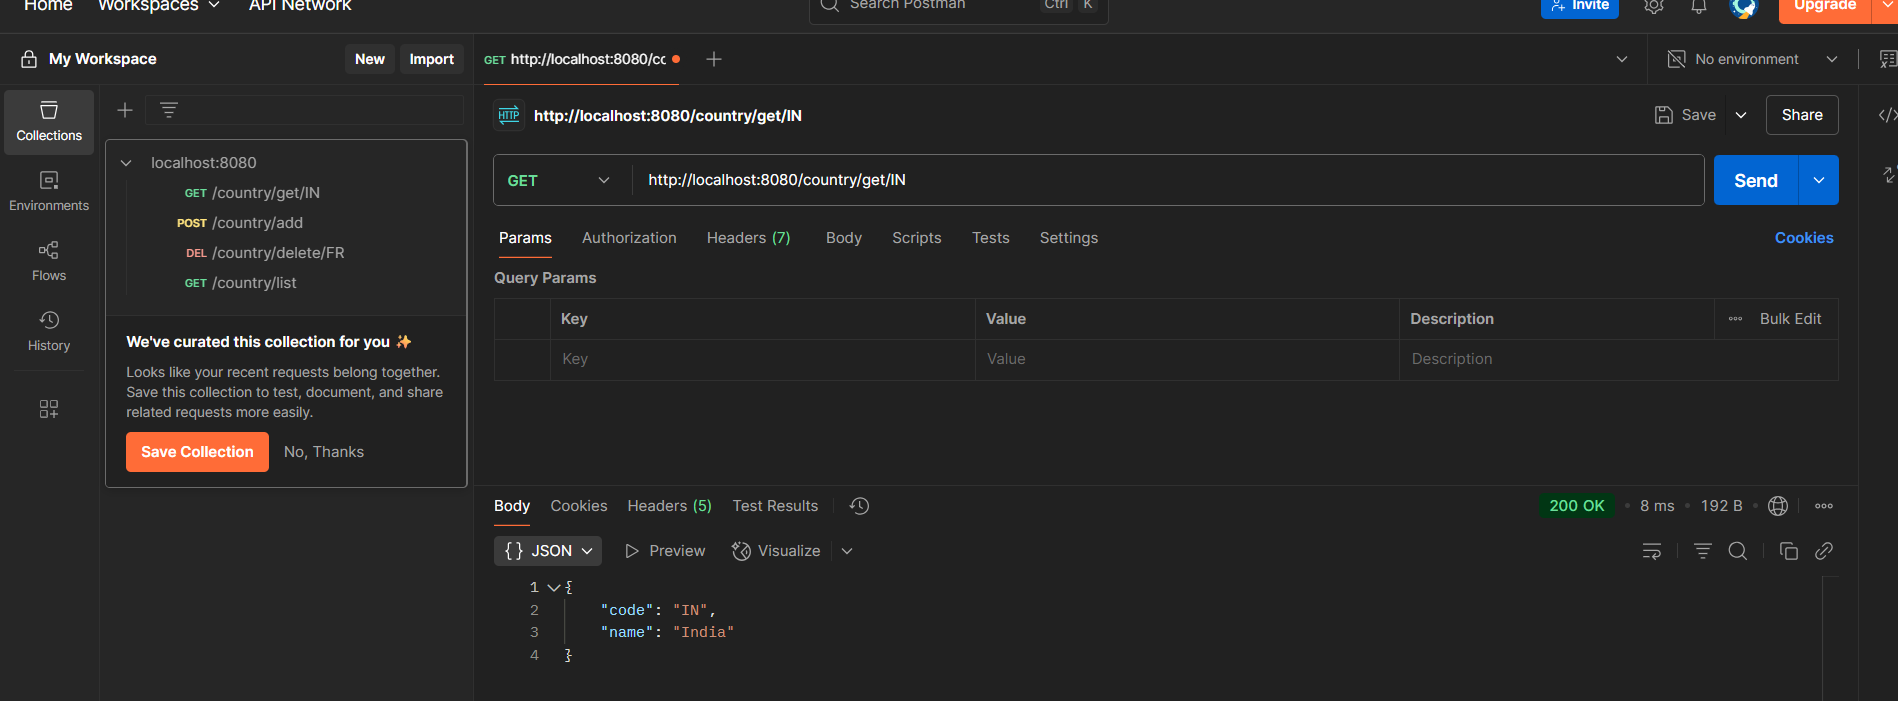 Home Workspaces API Network Search Postman Ctrl K Invite Upgrade
My Workspace New Import GET http://localhost:8080/cc No environment
Collections
Environments
Flows
History
localhost:8080
GET /country/get/IN
POST /country/add
DEL /country/delete/FR
GET /country/list
We've curated this collection for you ✨
Looks like your recent requests belong together.
Save this collection to test, document, and share
related requests more easily.
Save Collection No, Thanks
HTTP http://localhost:8080/country/get/IN Save Share
GET http://localhost:8080/country/get/IN Send
Params Authorization Headers (7) Body Scripts Tests Settings Cookies
Query Params
Key Value Description Bulk Edit
Key Value Description
Body Cookies Headers (5) Test Results 200 OK • 8 ms • 192 B
{} JSON Preview Visualize
1 {
2 "code": "IN",
3 "name": "India"
4 }